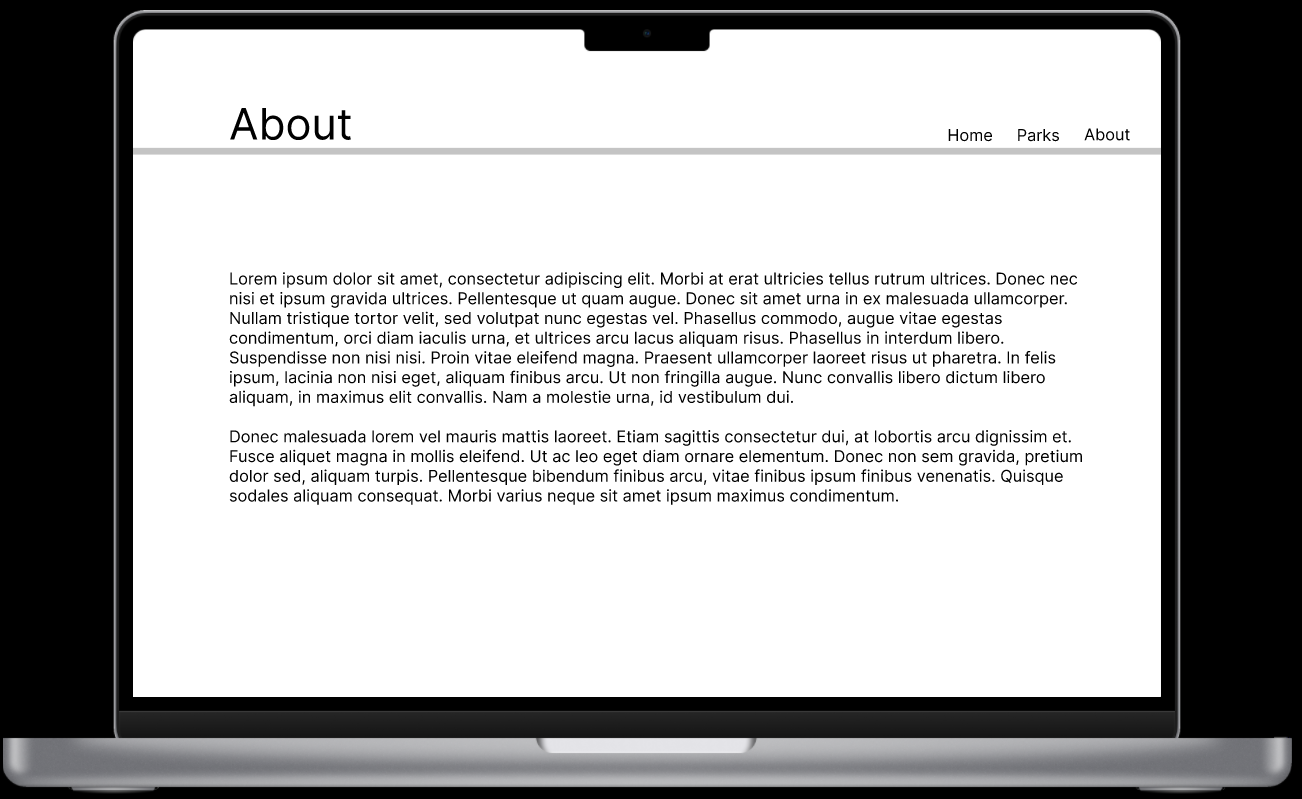 About
Home Parks About
Lorem ipsum dolor sit amet, consectetur adipiscing elit. Morbi at erat ultricies tellus rutrum ultrices. Donec nec
nisi et ipsum gravida ultrices. Pellentesque ut quam augue. Donec sit amet urna in ex malesuada ullamcorper.
Nullam tristique tortor velit, sed volutpat nunc egestas vel. Phasellus commodo, augue vitae egestas
condimentum, orci diam iaculis urna, et ultrices arcu lacus aliquam risus. Phasellus in interdum libero.
Suspendisse non nisi nisi. Proin vitae eleifend magna. Praesent ullamcorper laoreet risus ut pharetra. In felis
ipsum, lacinia non nisi eget, aliquam finibus arcu. Ut non fringilla augue. Nunc convallis libero dictum libero
aliquam, in maximus elit convallis. Nam a molestie urna, id vestibulum dui.
Donec malesuada lorem vel mauris mattis laoreet. Etiam sagittis consectetur dui, at lobortis arcu dignissim et.
Fusce aliquet magna in mollis eleifend. Ut ac leo eget diam ornare elementum. Donec non sem gravida, pretium
dolor sed, aliquam turpis. Pellentesque bibendum finibus arcu, vitae finibus ipsum finibus venenatis. Quisque
sodales aliquam consequat. Morbi varius neque sit amet ipsum maximus condimentum.